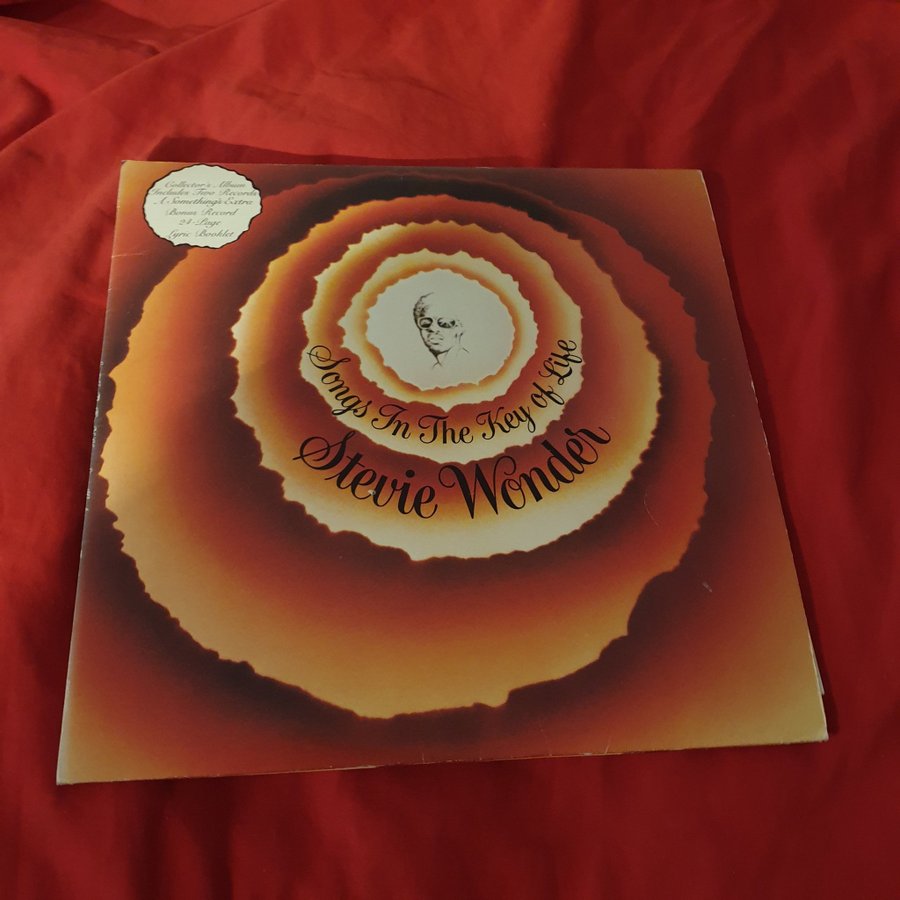 Collector's Album
Includes Two Records
A Something's Extra
Bonus Record
24-Page
Lyric Booklet
Songs In The Key of Life
Stevie Wonder